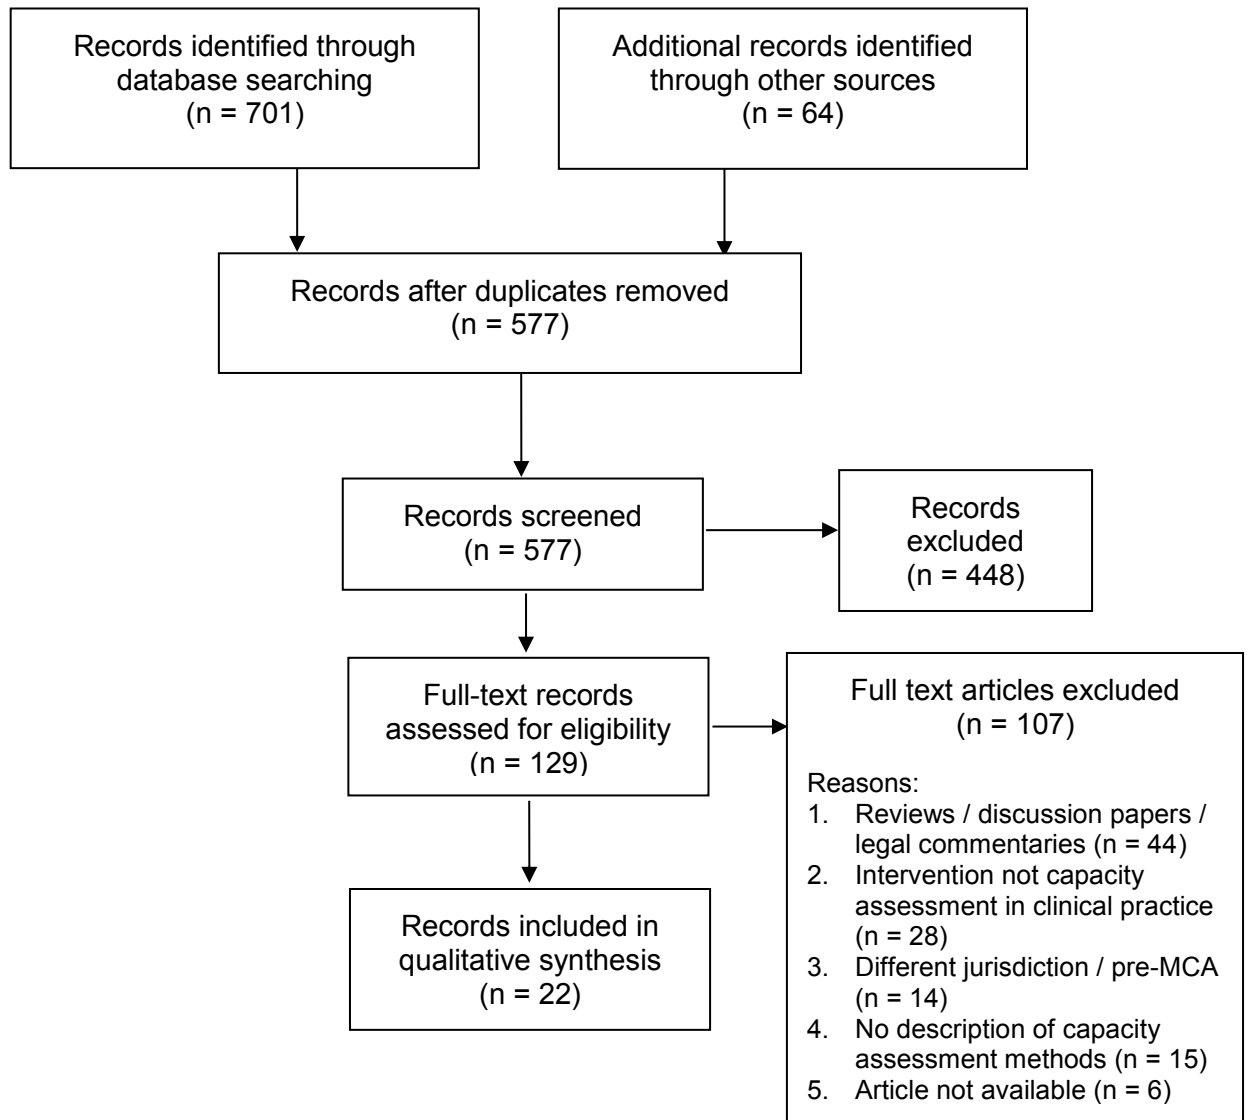 Records identified through
database searching
(n = 701)
Additional records identified
through other sources
(n = 64)
Records after duplicates removed
(n = 577)
Records screened
(n = 577)
Records
excluded
(n = 448)
Full-text records
assessed for eligibility
(n = 129)
Full text articles excluded
(n = 107)
Reasons:
1. Reviews / discussion papers /
legal commentaries (n = 44)
2. Intervention not capacity
assessment in clinical practice
(n = 28)
3. Different jurisdiction / pre-MCA
(n = 14)
4. No description of capacity
assessment methods (n = 15)
5. Article not available (n = 6)
Records included in
qualitative synthesis
(n = 22)